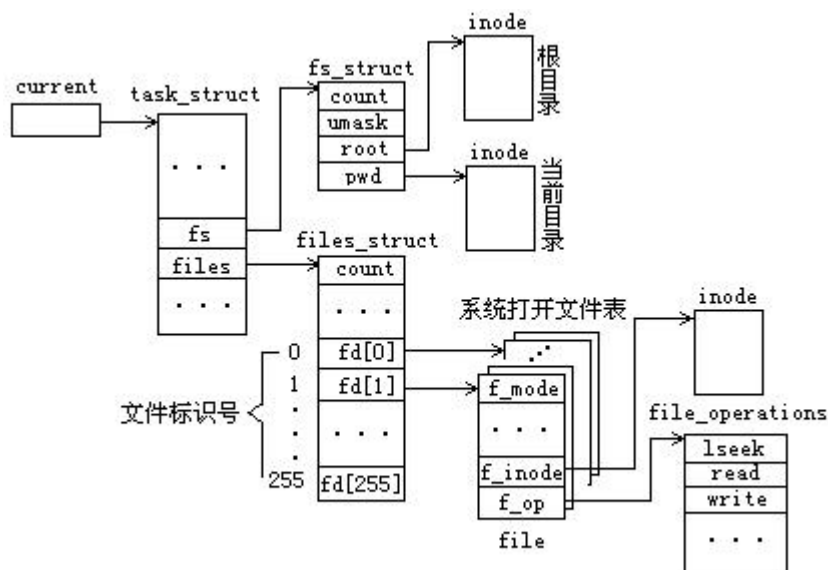 current
task_struct
. . .
fs
files
. . .
fs_struct
count
umask
root
pwd
inode
根目录
inode
当前目录
files_struct
count
. . .
fd[0]
fd[1]
. . .
fd[255]
文件标识号
0
1
.
.
.
255
系统打开文件表
f_mode
. . .
f_inode
f_op
file
inode
file_operations
lseek
read
write
. . .